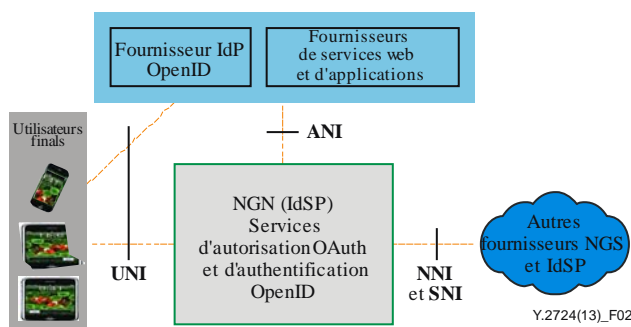 Fournisseur IdP
OpenID
Fournisseurs
de services web
et d'applications
Utilisateurs
finals
ANI
NGN (IdSP)
Services
d'autorisation OAuth
et d'authentification
OpenID
UNI
NNI
et SNI
Autres
fournisseurs NGS
et IdSP
Y.2724(13)_F02